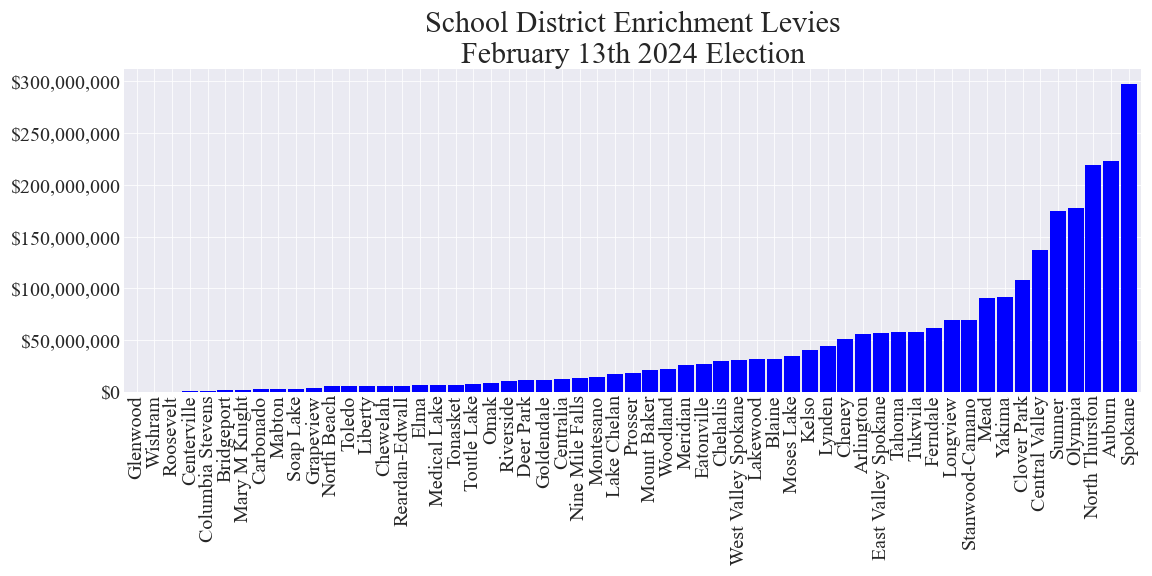 School District Enrichment Levies
February 13th 2024 Election
$300,000,000
$250,000,000
$200,000,000
$150,000,000
$100,000,000
$50,000,000
$0
Glenwood
Wishram
Roosevelt
Centerville
Columbia Stevens
Bridgeport
Mary M Knight
Carbonado
Mabton
Soap Lake
Grapeview
North Beach
Toledo
Liberty
Chewelah
Reardan-Edwall
Elma
Medical Lake
Tonasket
Toutle Lake
Omak
Riverside
Deer Park
Goldendale
Centralia
Nine Mile Falls
Montesano
Lake Chelan
Prosser
Mount Baker
Woodland
Meridian
Eatonville
Chehalis
West Valley Spokane
Lakewood
Blaine
Moses Lake
Kelso
Lynden
Cheney
Arlington
East Valley Spokane
Tahoma
Tukwila
Ferndale
Longview
Stanwood-Camano
Mead
Yakima
Clover Park
Central Valley
Sumner
Olympia
North Thurston
Auburn
Spokane